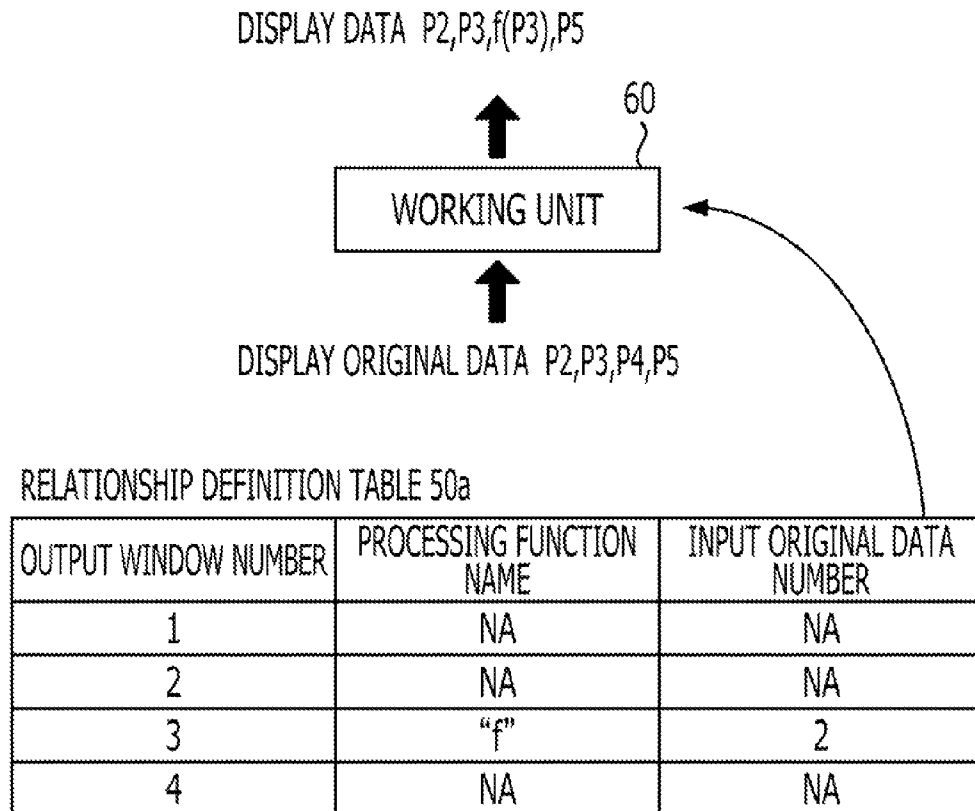 DISPLAY DATA P2,P3,f(P3),P5
60
WORKING UNIT
DISPLAY ORIGINAL DATA P2,P3,P4,P5
RELATIONSHIP DEFINITION TABLE 50a
OUTPUT WINDOW NUMBER PROCESSING FUNCTION NAME INPUT ORIGINAL DATA NUMBER
1 NA NA
2 NA NA
3 “f” 2
4 NA NA